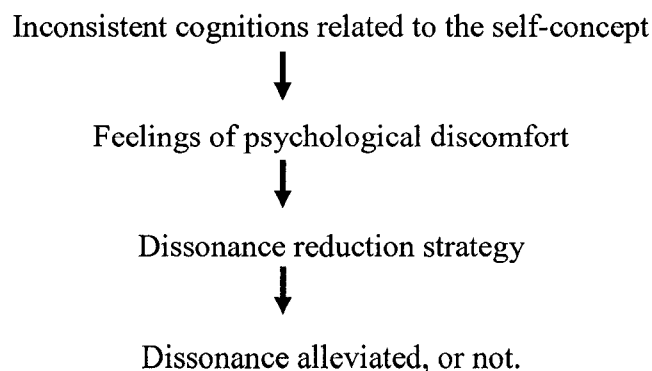 Inconsistent cognitions related to the self-concept
Feelings of psychological discomfort
Dissonance reduction strategy
Dissonance alleviated, or not.